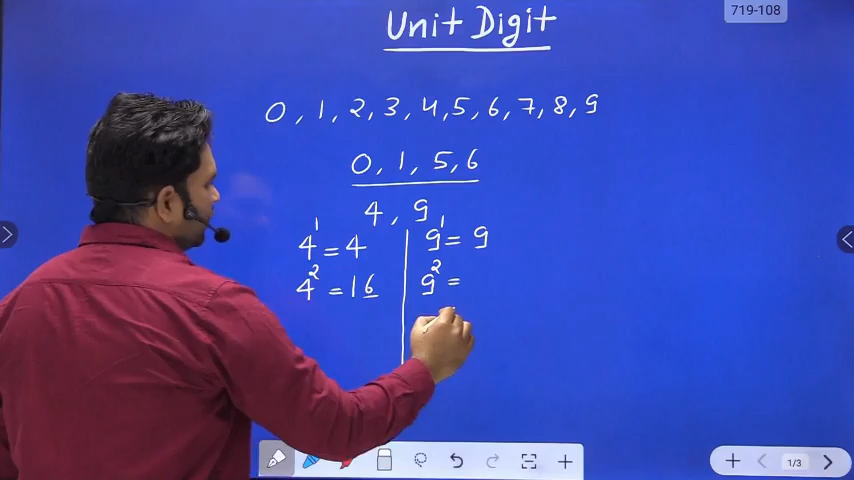 719-108
Unit Digit
0, 1, 2, 3, 4, 5, 6, 7, 8, 9
0, 1, 5, 6
4, 9
4¹ = 4 | 9¹ = 9
4² = 16 | 9² =
1/3